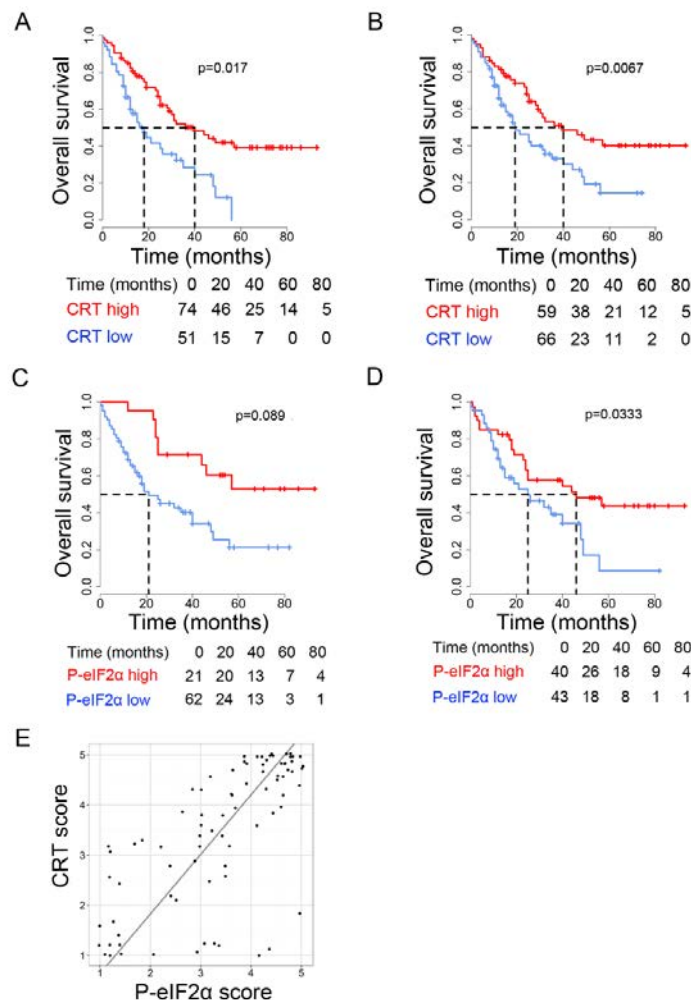 A
B
Overall survival
1.0
0.8
0.6
0.4
0.2
0.0
p=0.017
0 20 40 60 80
Time (months)
Time (months) 0 20 40 60 80
CRT high 74 46 25 14 5
CRT low 51 15 7 0 0
Overall survival
1.0
0.8
0.6
0.4
0.2
0.0
p=0.0067
0 20 40 60 80
Time (months)
Time (months) 0 20 40 60 80
CRT high 59 38 21 12 5
CRT low 66 23 11 2 0
C
D
Overall survival
1.0
0.8
0.6
0.4
0.2
0.0
p=0.089
0 20 40 60 80
Time (months)
Time (months) 0 20 40 60 80
P-eIF2α high 21 20 13 7 4
P-eIF2α low 62 24 13 3 1
Overall survival
1.0
0.8
0.6
0.4
0.2
0.0
p=0.0333
0 20 40 60 80
Time (months)
Time (months) 0 20 40 60 80
P-eIF2α high 40 26 18 9 4
P-eIF2α low 43 18 8 1 1
E
CRT score
5
4
3
2
1
1 2 3 4 5
P-eIF2α score